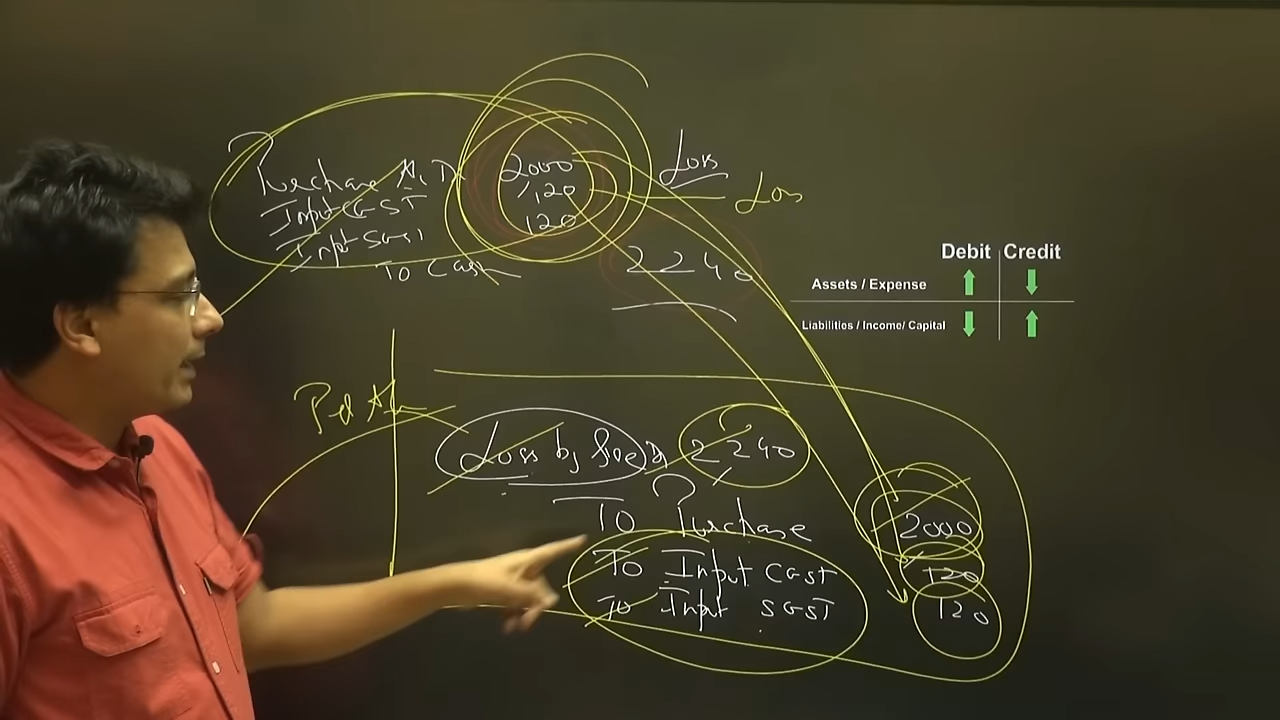 Purchase A/c Dr 2000 Loss
Input CGST 120 Loss
Input SGST 120
To Cash 2240
Debit Credit
Assets / Expense
Liabilities / Income/ Capital
Loss by fire Dr 2240
To Purchase 2000
To Input CGST 120
To Input SGST 120